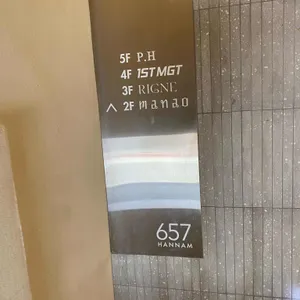 5F P.H
4F 1STMGT
3F RIGNE
^ 2F manao
657
HANNAM